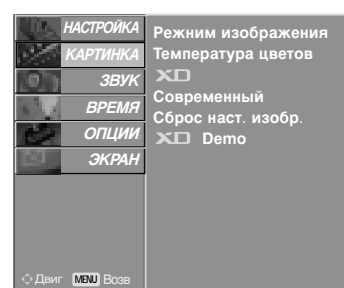 НАСТРОЙКА
КАРТИНКА
ЗВУК
ВРЕМЯ
ОПЦИИ
ЭКРАН
Режним изображения
Температура цветов
XD
Современный
Сброс наст. изобр.
XD Demo
Двиг MENU Возв